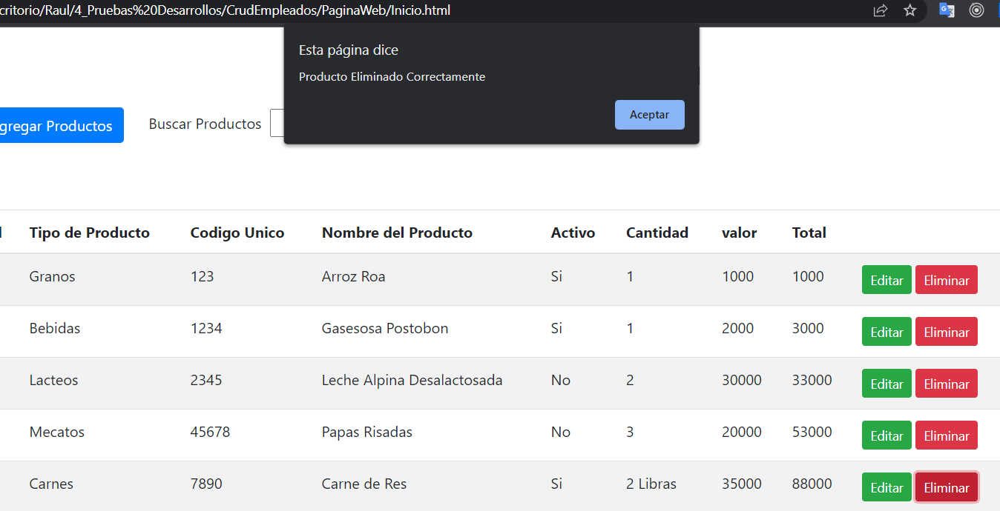 critorio/Raul/4_Pruebas%20Desarrollos/CrudEmpleados/PaginaWeb/Inicio.html
Esta página dice
Producto Eliminado Correctamente
Aceptar
gregar Productos Buscar Productos
Tipo de Producto Codigo Unico Nombre del Producto Activo Cantidad valor Total
Granos 123 Arroz Roa Si 1 1000 1000 Editar Eliminar
Bebidas 1234 Gasesosa Postobon Si 1 2000 3000 Editar Eliminar
Lacteos 2345 Leche Alpina Desalactosada No 2 30000 33000 Editar Eliminar
Mecatos 45678 Papas Risadas No 3 20000 53000 Editar Eliminar
Carnes 7890 Carne de Res Si 2 Libras 35000 88000 Editar Eliminar